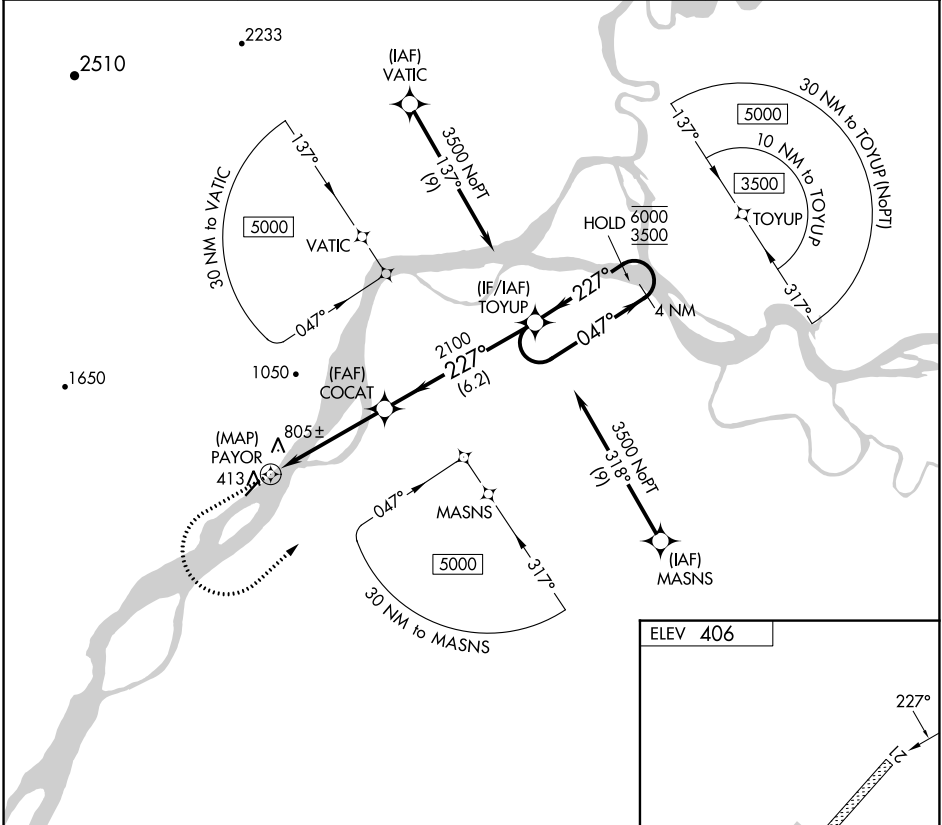 2233
2510
(IAF)
VATIC
3500 NoPT
137°
(9)
30 NM to VATIC
137°
5000
VATIC
047°
30 NM to TOYUP (NoPT)
5000
137°
10 NM to TOYUP
3500
TOYUP
317°
HOLD
6000
3500
227°
(IF/IAF)
TOYUP
4 NM
047°
2100
227°
(6.2)
1650
1050
(FAF)
COCAT
805±
(MAP)
PAYOR
413
3500 NoPT
318°
(9)
(IAF)
MASNS
047°
MASNS
5000
317°
30 NM to MASNS
ELEV 406
227°
21